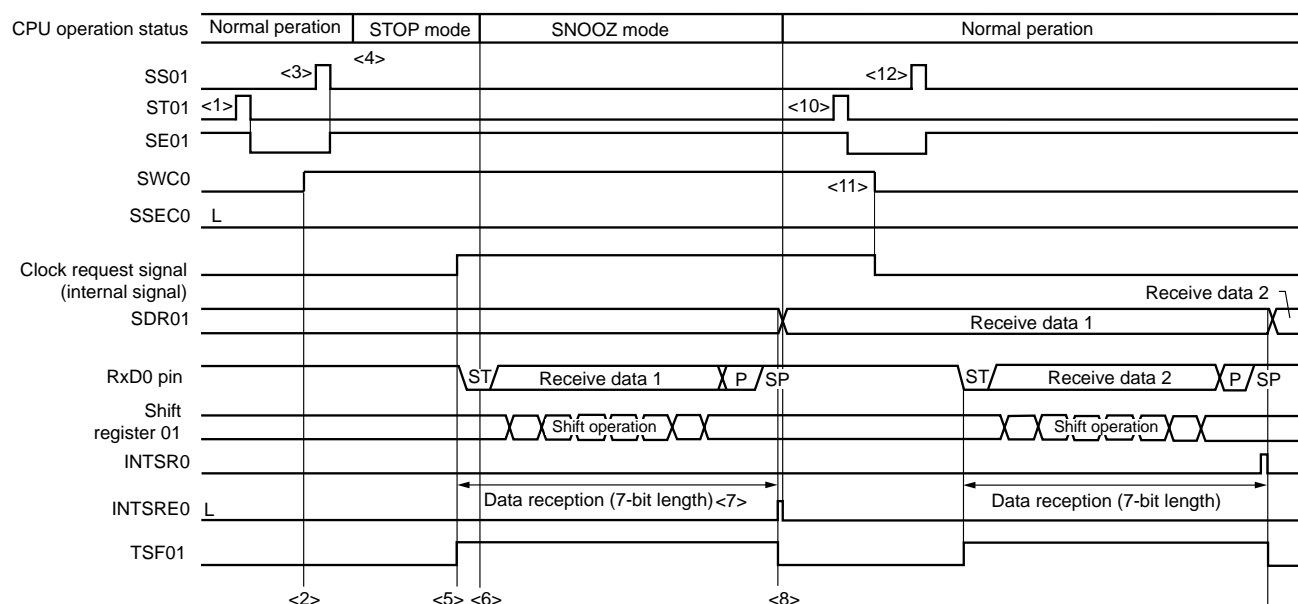 CPU operation status Normal peration STOP mode SNOOZ mode Normal peration
<4>
SS01 <3> <12>
ST01 <1> <10>
SE01
SWC0 <11>
SSEC0 L
Clock request signal
(internal signal)
Receive data 2
SDR01 Receive data 1
RxD0 pin ST Receive data 1 P SP ST Receive data 2 P SP
Shift
register 01 Shift operation Shift operation
INTSR0
Data reception (7-bit length) <7> Data reception (7-bit length)
INTSRE0 L
TSF01
<2> <5> <6> <8>